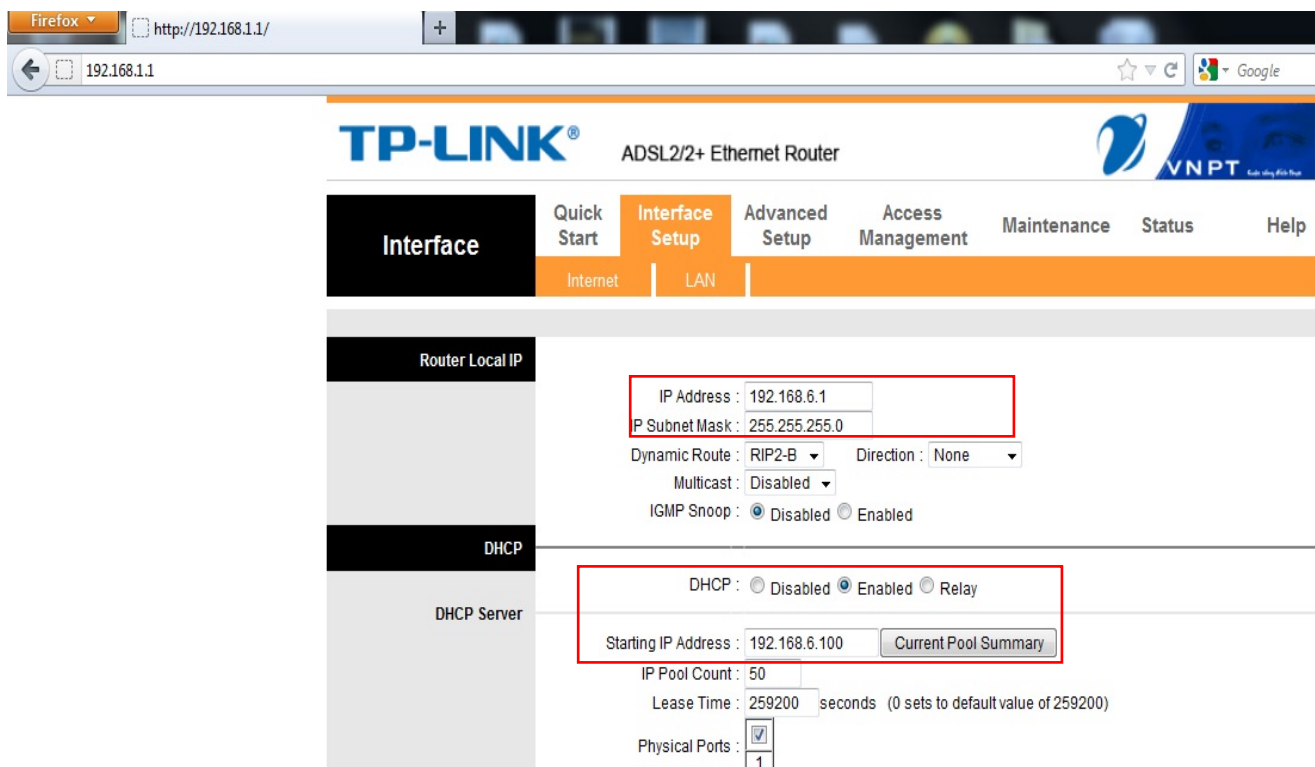 Firefox
http://192.168.1.1/
+
192.168.1.1
Google
TP-LINK®
ADSL2/2+ Ethernet Router
VNPT
Interface
Quick Start
Interface Setup
Advanced Setup
Access Management
Maintenance
Status
Help
Internet
LAN
Router Local IP
IP Address : 192.168.6.1
IP Subnet Mask : 255.255.255.0
Dynamic Route : RIP2-B Direction : None
Multicast : Disabled
IGMP Snoop : Disabled Enabled
DHCP
DHCP : Disabled Enabled Relay
DHCP Server
Starting IP Address : 192.168.6.100 Current Pool Summary
IP Pool Count : 50
Lease Time : 259200 seconds (0 sets to default value of 259200)
Physical Ports :
1